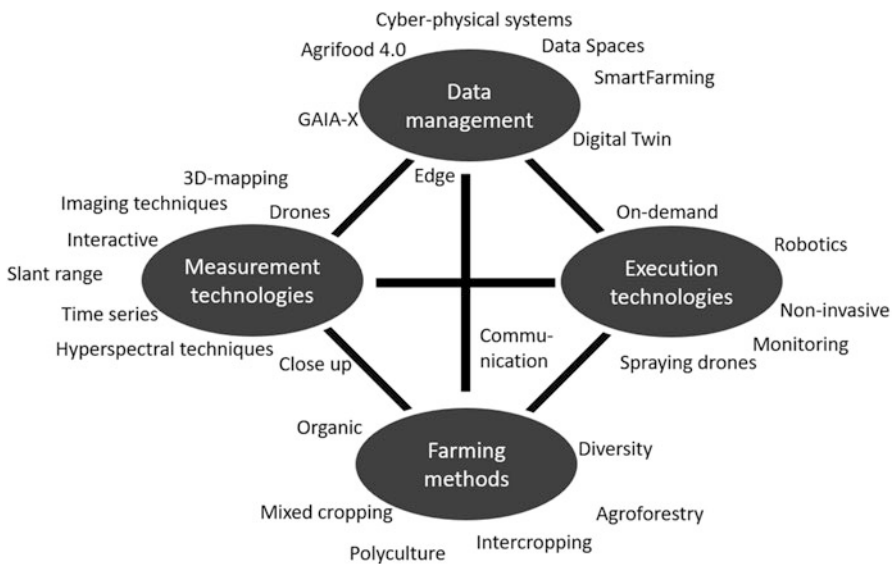 Cyber-physical systems
Agrifood 4.0
Data Spaces
SmartFarming
Data
management
GAIA-X
Digital Twin
Edge
3D-mapping
Imaging techniques
Drones
On-demand
Interactive
Robotics
Measurement
technologies
Execution
technologies
Slant range
Time series
Non-invasive
Hyperspectral techniques
Close up
Commu-
nication
Monitoring
Spraying drones
Organic
Farming
methods
Diversity
Mixed cropping
Agroforestry
Polyculture
Intercropping